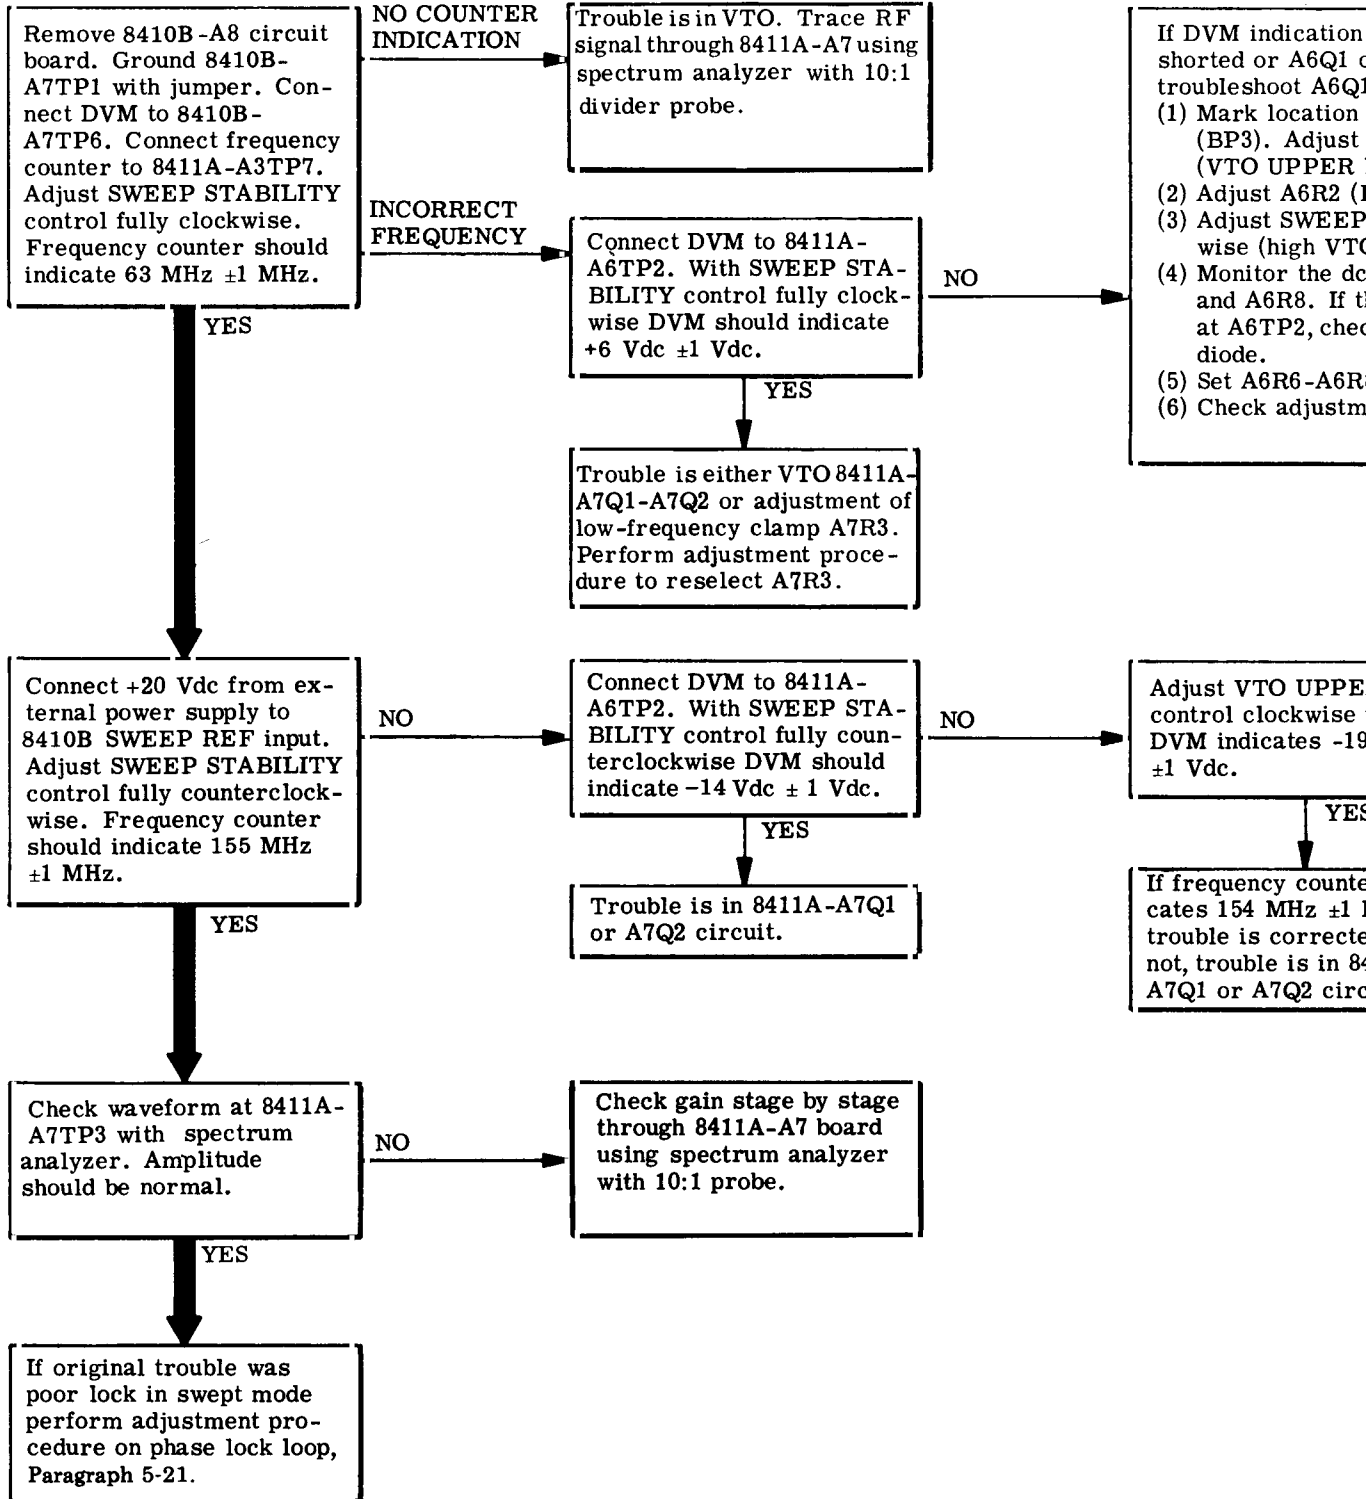 Remove 8410B-A8 circuit
board. Ground 8410B-
A7TP1 with jumper. Con-
nect DVM to 8410B-
A7TP6. Connect frequency
counter to 8411A-A3TP7.
Adjust SWEEP STABILITY
control fully clockwise.
Frequency counter should
indicate 63 MHz ±1 MHz.
NO COUNTER
INDICATION
Trouble is in VTO. Trace RF
signal through 8411A-A7 using
spectrum analyzer with 10:1
divider probe.
INCORRECT
FREQUENCY
Connect DVM to 8411A-
A6TP2. With SWEEP STA-
BILITY control fully clock-
wise DVM should indicate
+6 Vdc ±1 Vdc.
NO
If DVM indication
shorted or A6Q1
troubleshoot A6Q1
(1) Mark location
(BP3). Adjust
(VTO UPPER
(2) Adjust A6R2
(3) Adjust SWEEP
wise (high VTO
(4) Monitor the dc
and A6R8. If
at A6TP2,
diode.
(5) Set A6R6-A6R
(6) Check
YES
YES
Trouble is either VTO 8411A-
A7Q1-A7Q2 or adjustment of
low-frequency clamp A7R3.
Perform adjustment proce-
dure to reselect A7R3.
Connect +20 Vdc from ex-
ternal power supply to
8410B SWEEP REF input.
Adjust SWEEP STABILITY
control fully counterclock-
wise. Frequency counter
should indicate 155 MHz
±1 MHz.
NO
Connect DVM to 8411A-
A6TP2. With SWEEP STA-
BILITY control fully coun-
terclockwise DVM should
indicate -14 Vdc ± 1 Vdc.
NO
Adjust VTO UPPE
control clockwise
DVM indicates -19
±1 Vdc.
YES
YES
YES
Trouble is in 8411A-A7Q1
or A7Q2 circuit.
If frequency counte
cates 154 MHz ±1
trouble is correcte
not, trouble is in 84
A7Q1 or A7Q2 circ
Check waveform at 8411A-
A7TP3 with spectrum
analyzer. Amplitude
should be normal.
NO
Check gain stage by stage
through 8411A-A7 board
using spectrum analyzer
with 10:1 probe.
YES
If original trouble was
poor lock in swept mode
perform adjustment pro-
cedure on phase lock loop,
Paragraph 5-21.